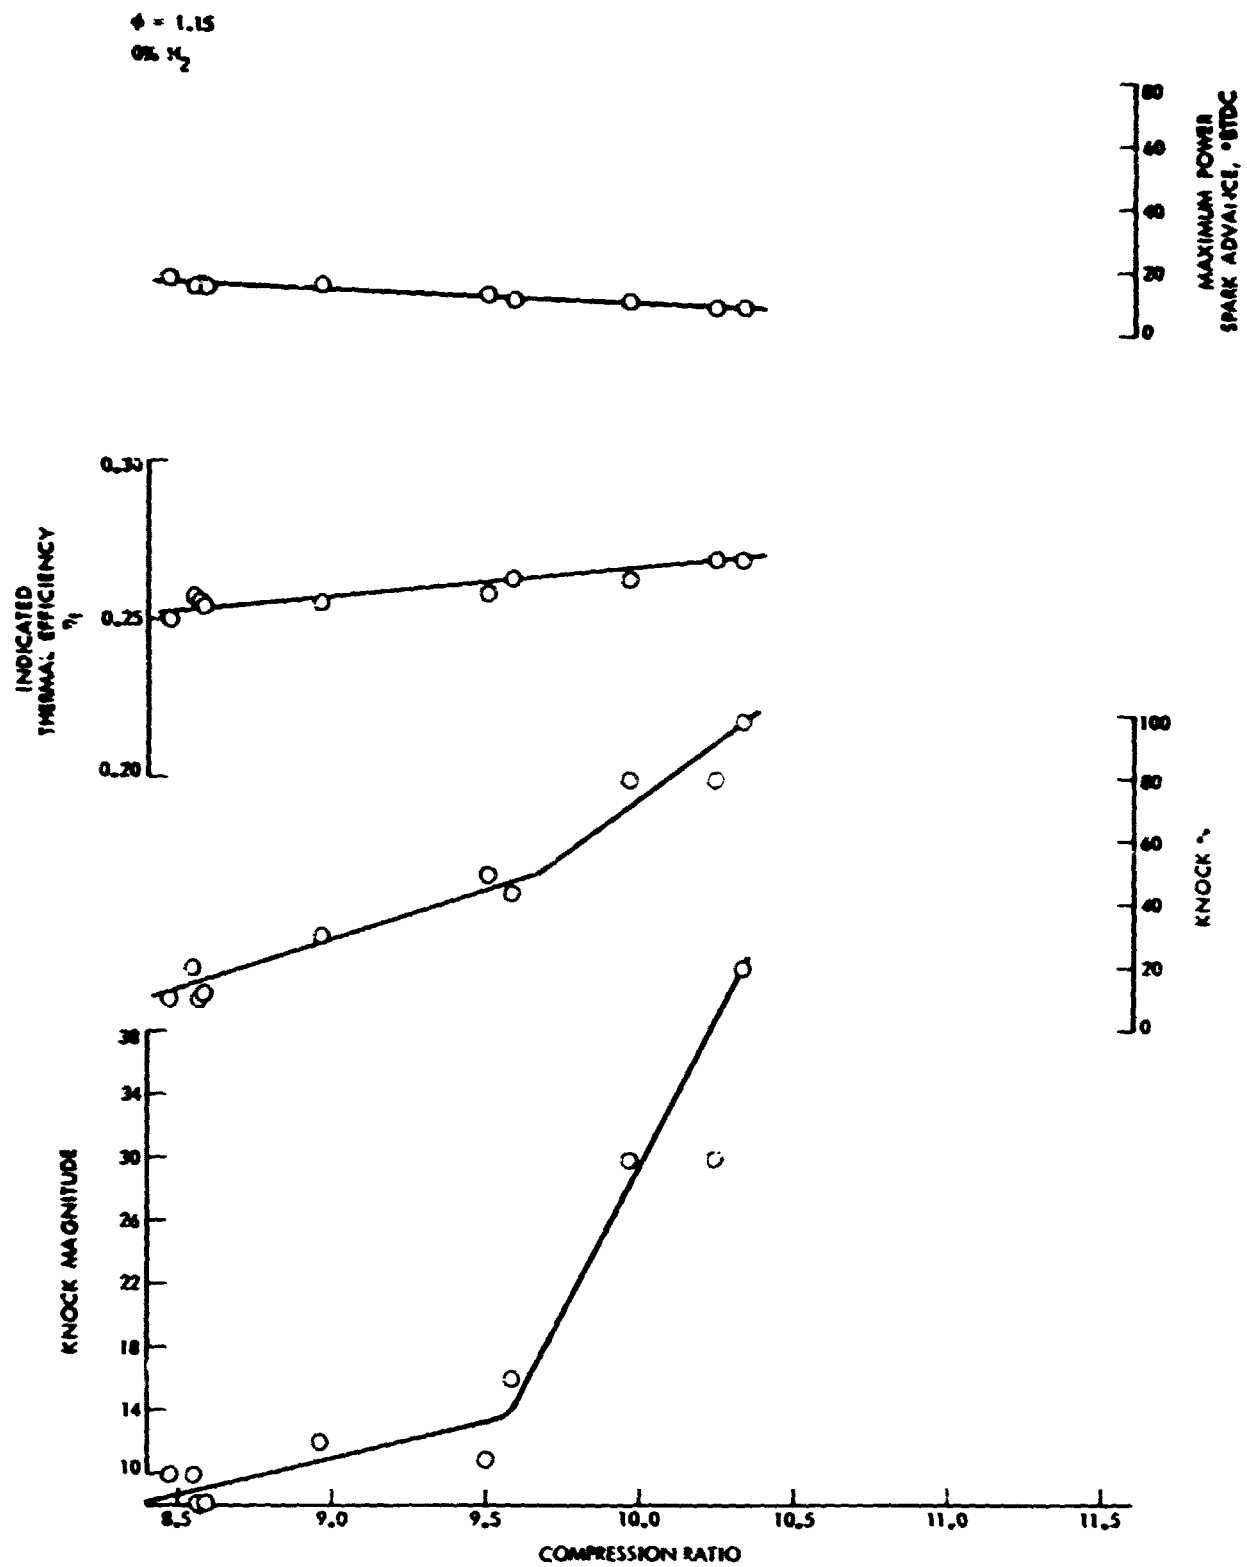 ϕ = 1.15
0% H2
80
60
40
20
0
MAXIMUM POWER
SPARK ADVANCE, °BTDC
0.30
0.25
0.20
INDICATED
THERMAL EFFICIENCY
100
80
60
40
20
0
KNOCK %
38
34
30
26
22
18
14
10
KNOCK MAGNITUDE
8.5 9.0 9.5 10.0 10.5 11.0 11.5
COMPRESSION RATIO